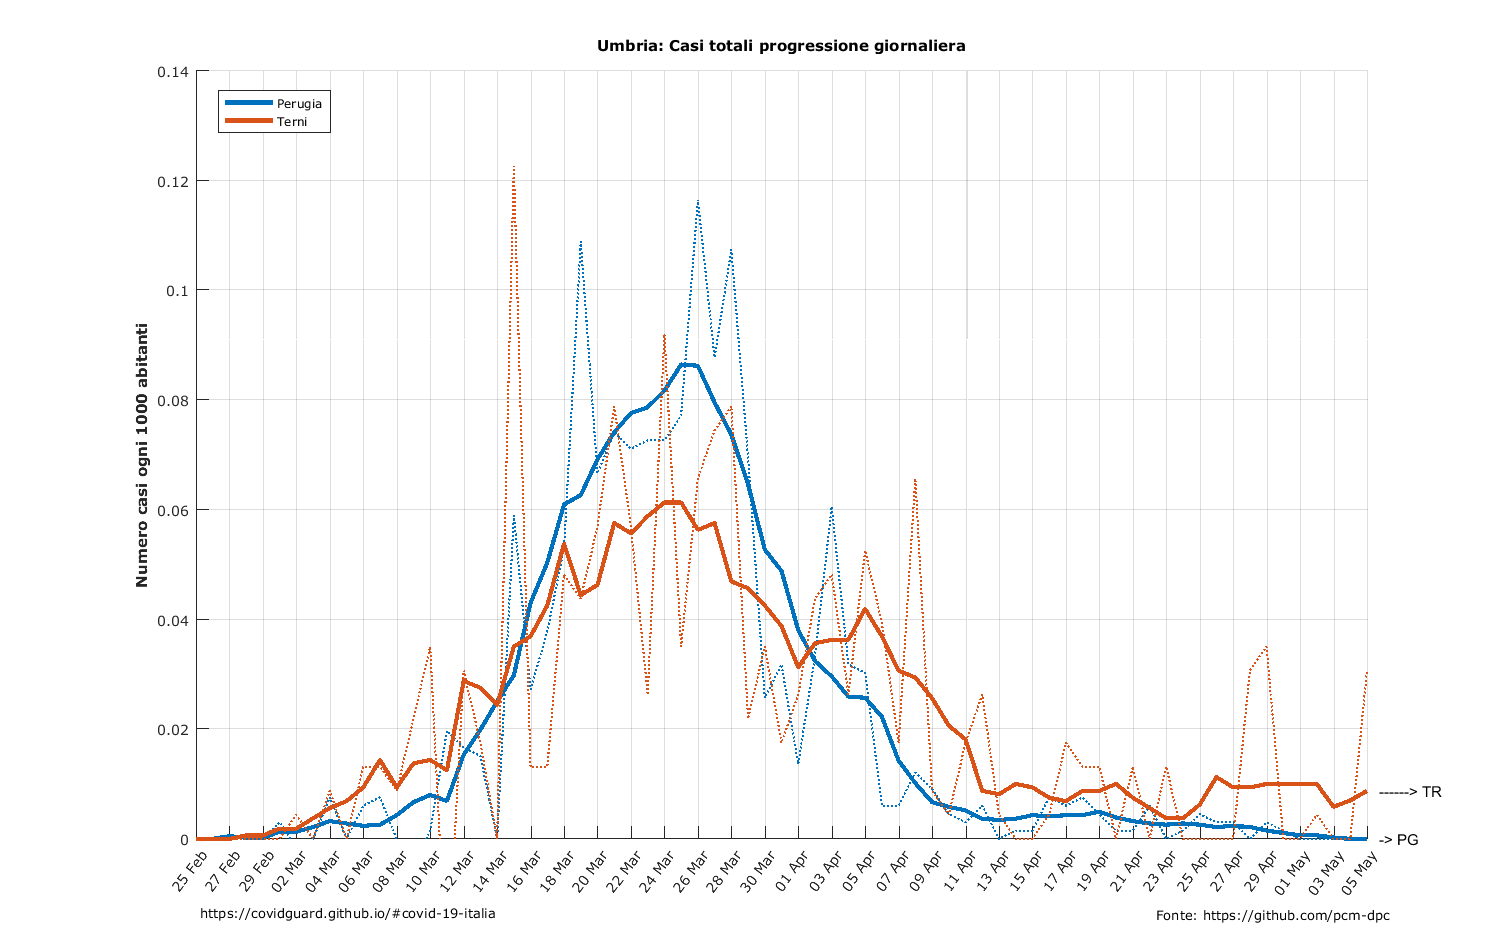 Umbria: Casi totali progressione giornaliera
0.14
0.12
0.1
0.08
0.06
0.04
0.02
0
Numero casi ogni 1000 abitanti
Perugia
Terni
------> TR
-> PG
25 Feb
27 Feb
29 Feb
02 Mar
04 Mar
06 Mar
08 Mar
10 Mar
12 Mar
14 Mar
16 Mar
18 Mar
20 Mar
22 Mar
24 Mar
26 Mar
28 Mar
30 Mar
01 Apr
03 Apr
05 Apr
07 Apr
09 Apr
11 Apr
13 Apr
15 Apr
17 Apr
19 Apr
21 Apr
23 Apr
25 Apr
27 Apr
29 Apr
01 May
03 May
05 May
https://covidguard.github.io/#covid-19-italia
Fonte: https://github.com/pcm-dpc